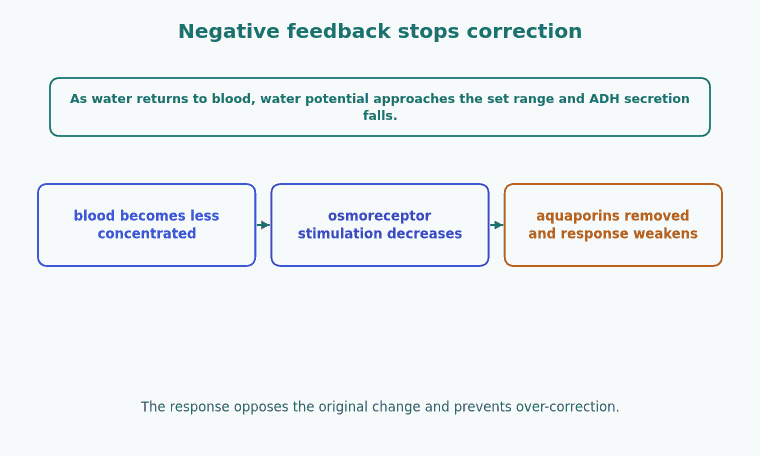 Negative feedback stops correction
As water returns to blood, water potential approaches the set range and ADH secretion
falls.
blood becomes less
concentrated
osmoreceptor
stimulation decreases
aquaporins removed
and response weakens
The response opposes the original change and prevents over-correction.